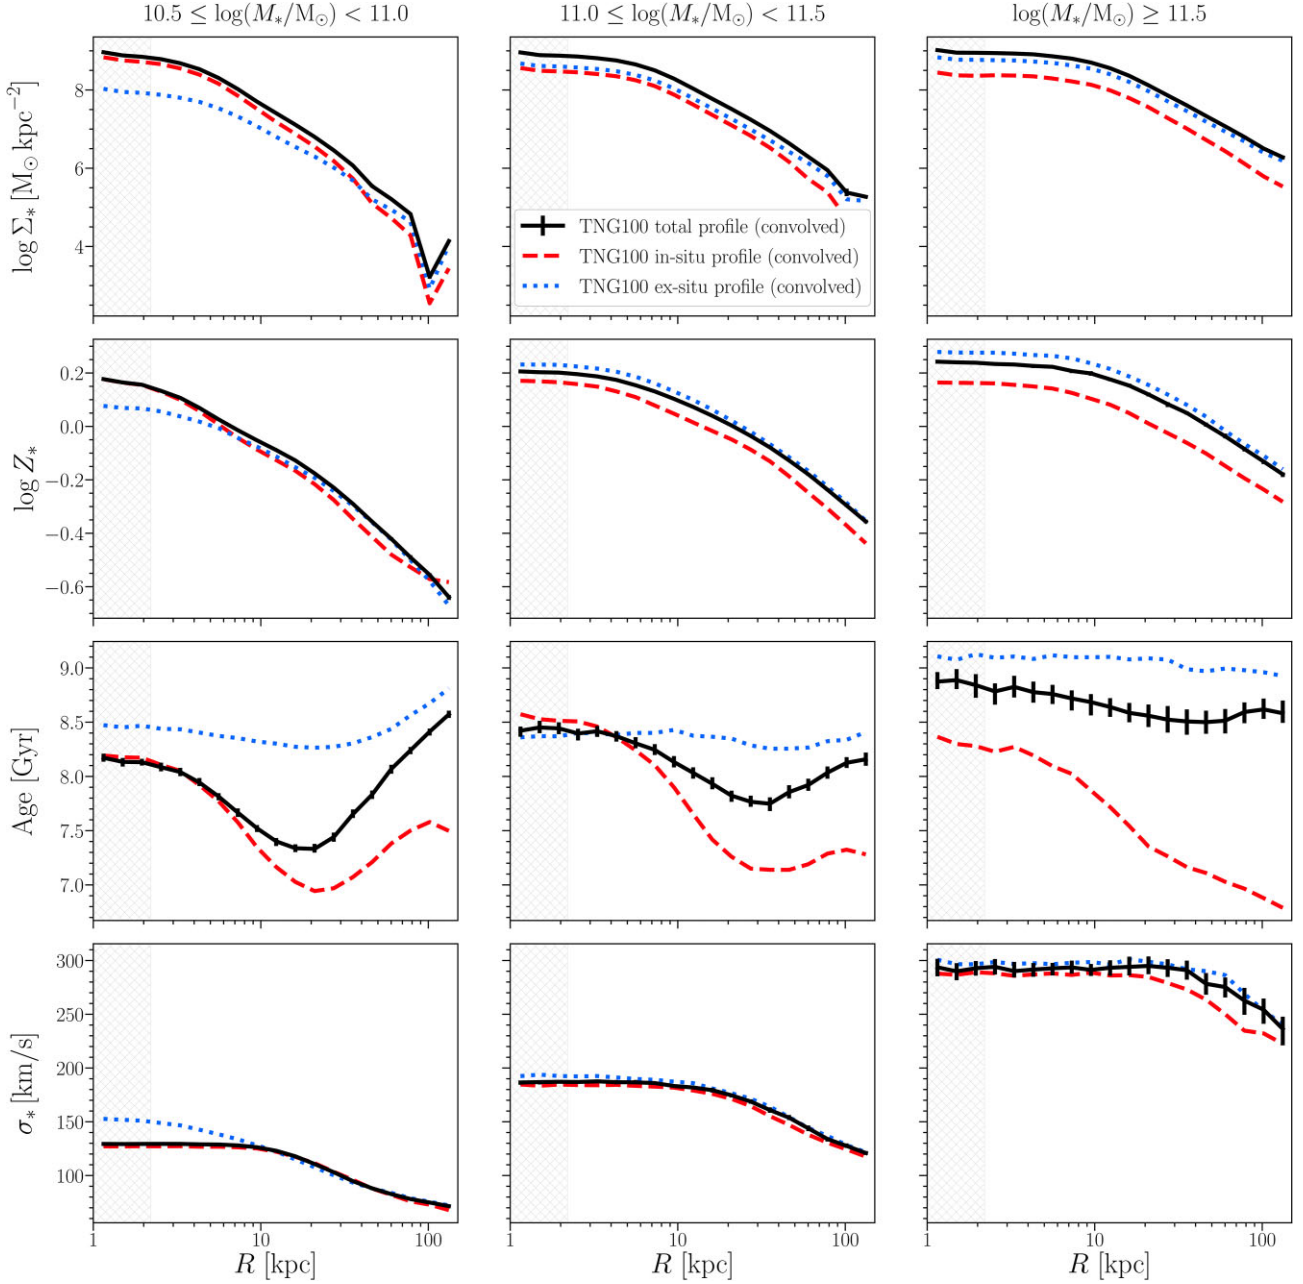 10.5 ≤ log(M*/M⊙) < 11.0
11.0 ≤ log(M*/M⊙) < 11.5
log(M*/M⊙) ≥ 11.5
log Σ* [M⊙ kpc⁻²]
8
6
4
TNG100 total profile (convolved)
TNG100 in-situ profile (convolved)
TNG100 ex-situ profile (convolved)
log Z*
0.2
0.0
−0.2
−0.4
−0.6
Age [Gyr]
9.0
8.5
8.0
7.5
7.0
σ* [km/s]
300
250
200
150
100
1 10 100
1 10 100
1 10 100
R [kpc]
R [kpc]
R [kpc]